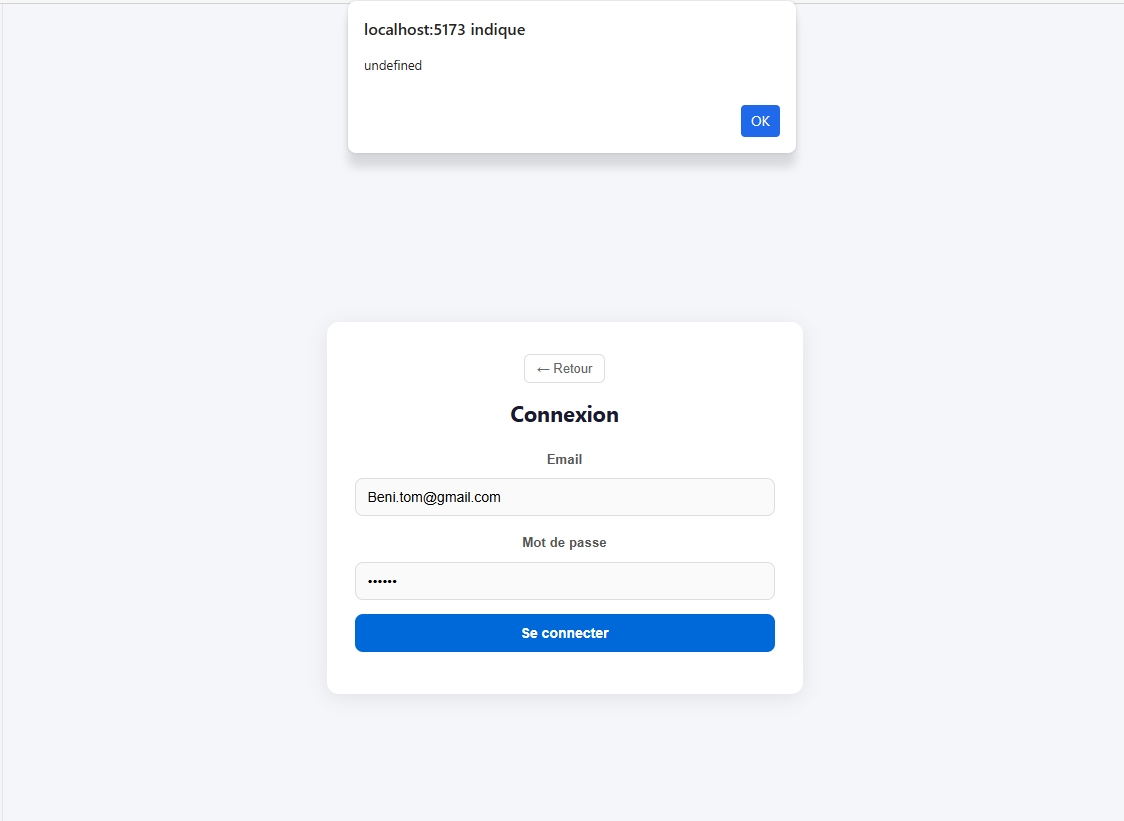 localhost:5173 indique
undefined
OK
← Retour
Connexion
Email
Beni.tom@gmail.com
Mot de passe
••••••
Se connecter